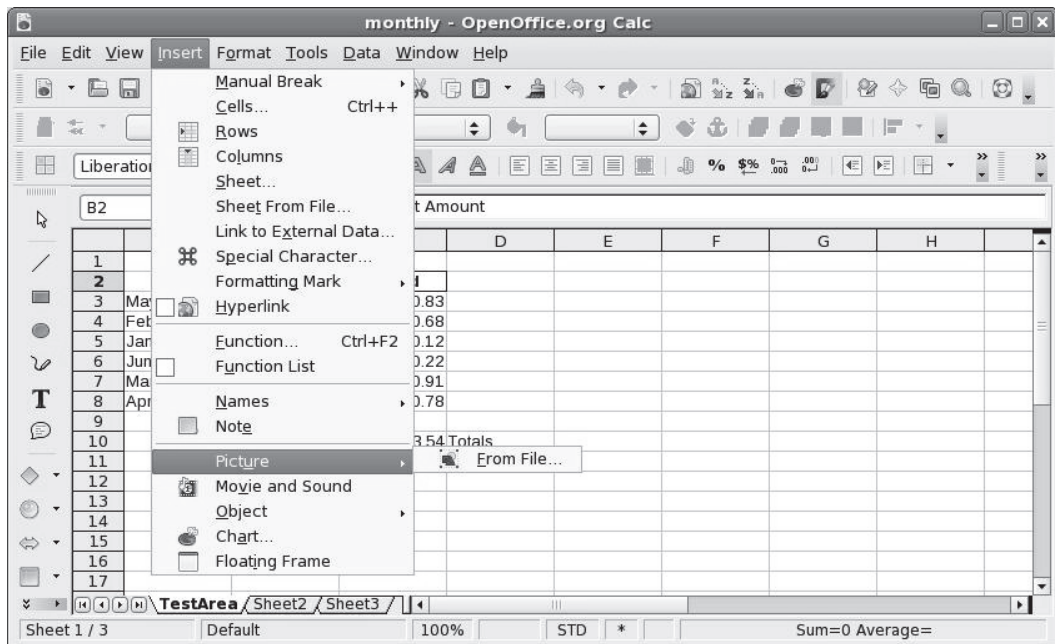 monthly - OpenOffice.org Calc
File Edit View Insert Format Tools Data Window Help
Manual Break
Cells... Ctrl++
Rows
Columns
Sheet...
Sheet From File...
Link to External Data...
Special Character...
Formatting Mark
Hyperlink
Function... Ctrl+F2
Function List
Names
Note
Picture
From File...
Movie and Sound
Object
Chart...
Floating Frame
Liberation
B2
t Amount
D E F G H
1
2
3 May 0.83
4 Feb 0.68
5 Jan 0.12
6 Jun 0.22
7 Mar 0.91
8 Apr 0.78
9
10 3.54 Totals
11
12
13
14
15
16
17
TestArea Sheet2 Sheet3
Sheet 1 / 3 Default 100% STD * Sum=0 Average=